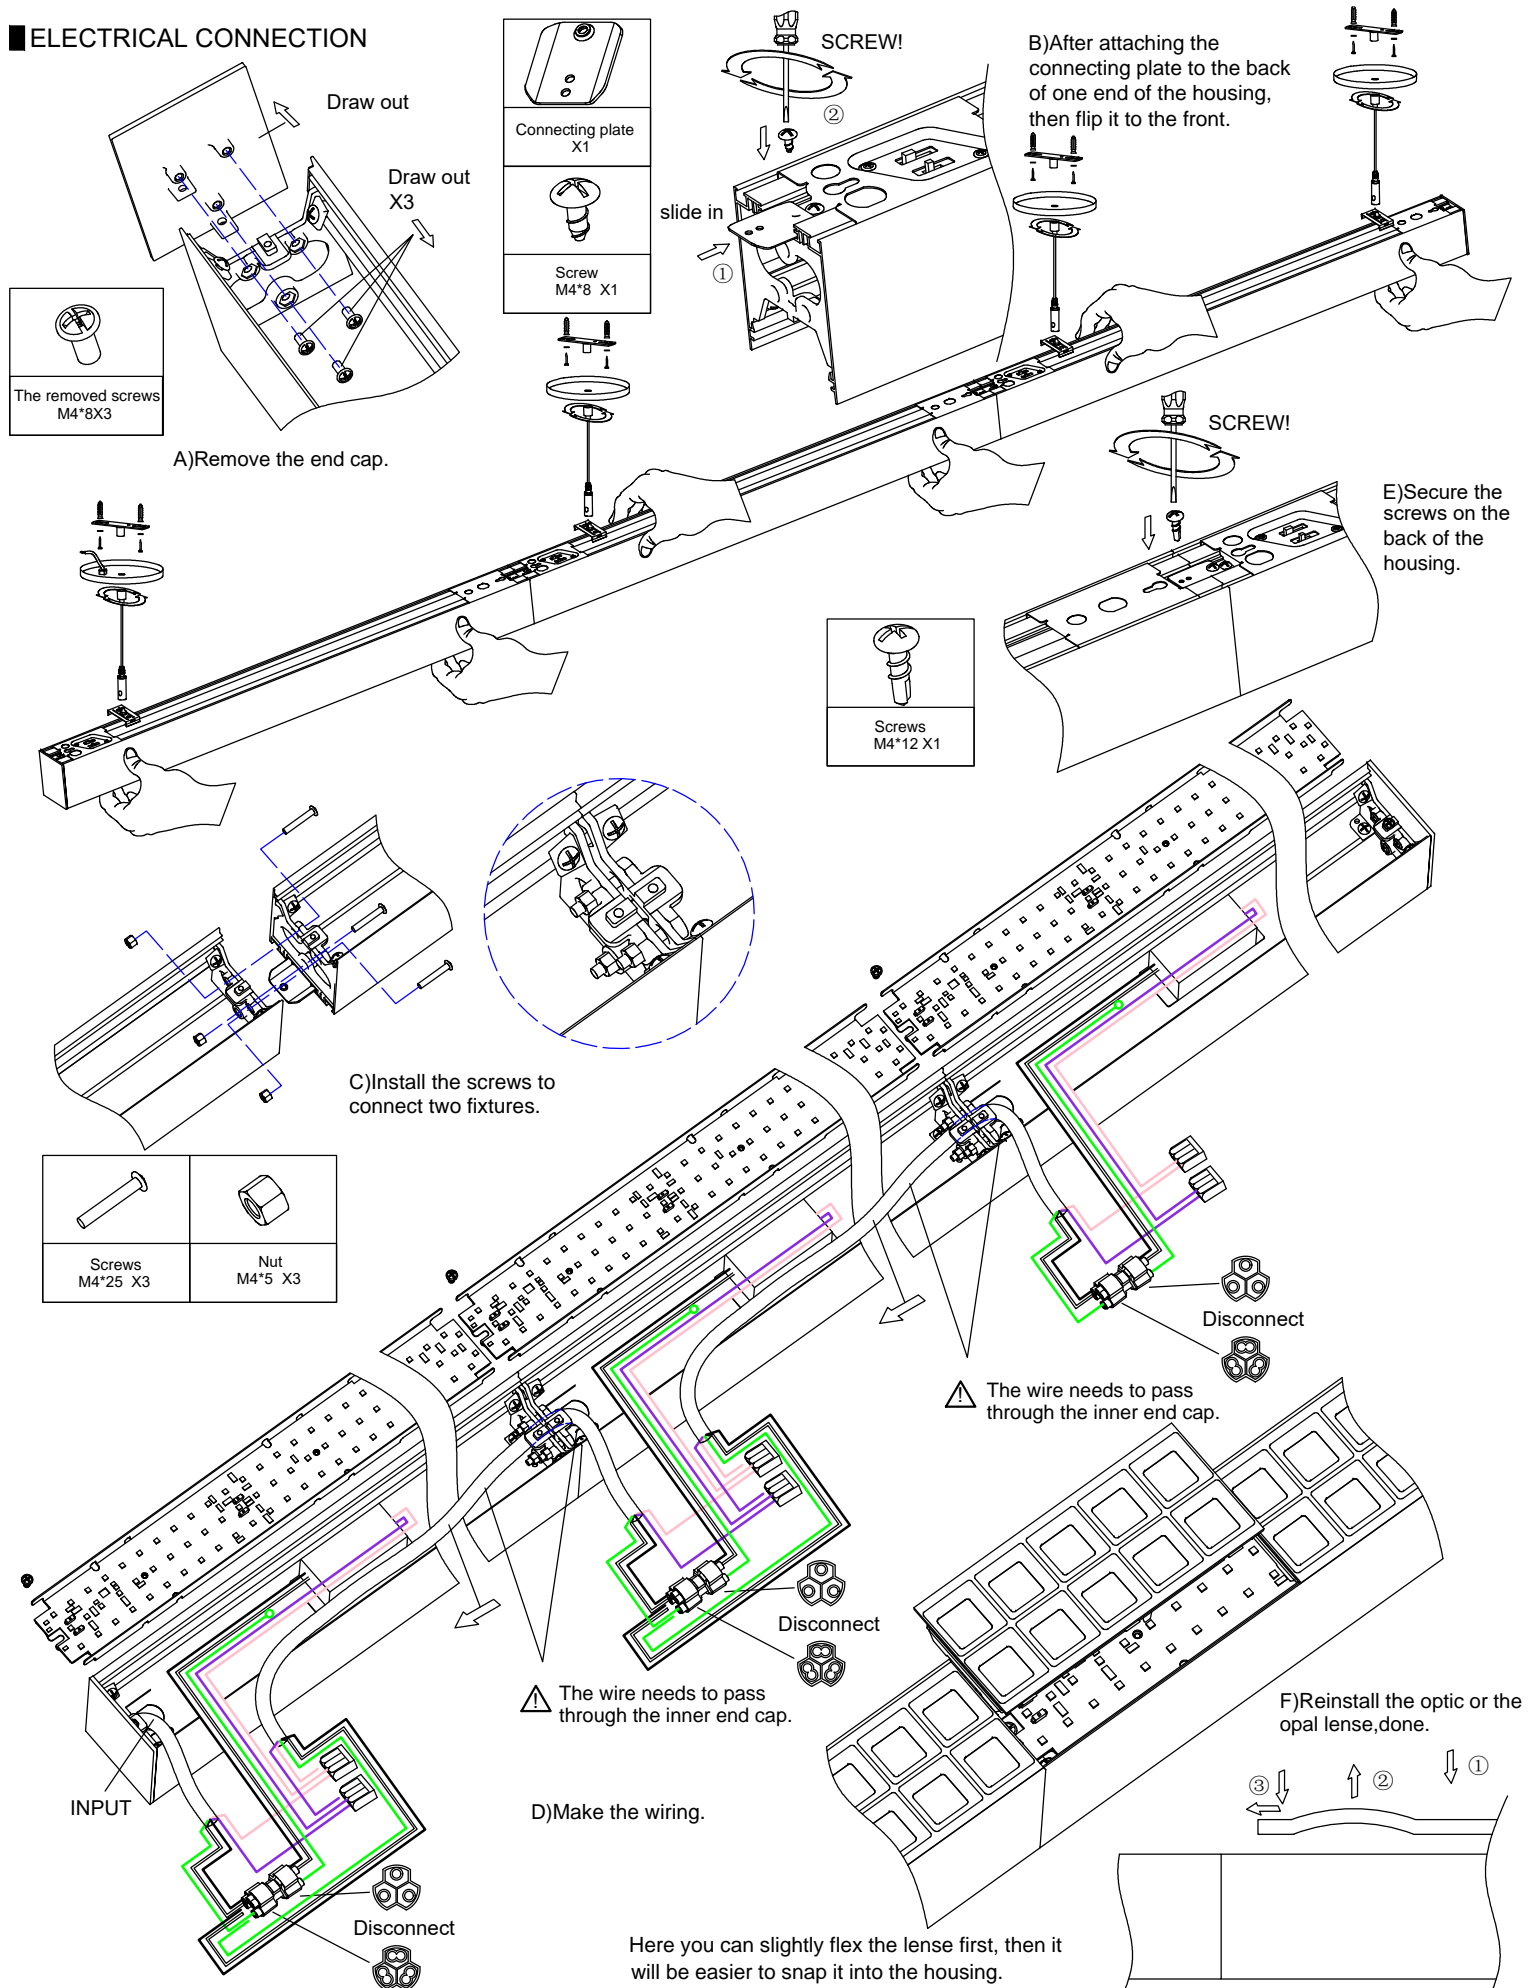 ELECTRICAL CONNECTION
Draw out
Draw out
X3
The removed screws
M4*8X3
A)Remove the end cap.
Connecting plate
X1
Screw
M4*8 X1
SCREW!
②
slide in
①
B)After attaching the
connecting plate to the back
of one end of the housing,
then flip it to the front.
SCREW!
E)Secure the
screws on the
back of the
housing.
Screws
M4*12 X1
C)Install the screws to
connect two fixtures.
Screws
M4*25 X3
Nut
M4*5 X3
Disconnect
⚠ The wire needs to pass
through the inner end cap.
Disconnect
⚠ The wire needs to pass
through the inner end cap.
INPUT
D)Make the wiring.
Disconnect
F)Reinstall the optic or the
opal lense,done.
③
②
①
Here you can slightly flex the lense first, then it
will be easier to snap it into the housing.